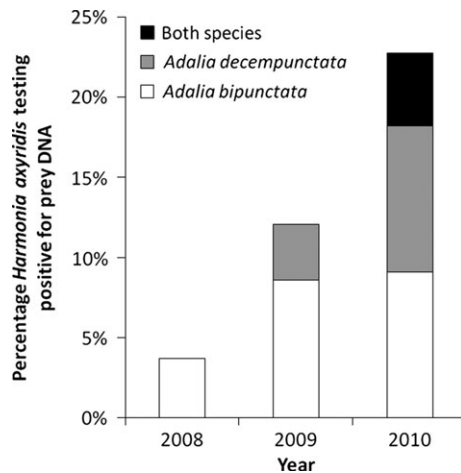 25%
20%
15%
10%
5%
0%
Percentage Harmonia axyridis testing
positive for prey DNA
Both species
Adalia decempunctata
Adalia bipunctata
2008
2009
2010
Year